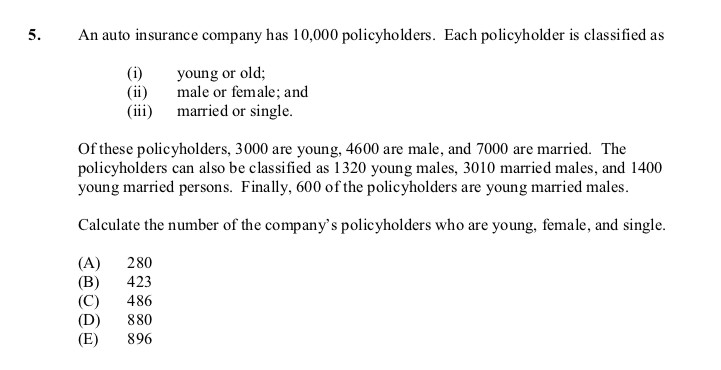 5. An auto insurance company has 10,000 policyholders. Each policyholder is classified as
(i) young or old;
(ii) male or female; and
(iii) married or single.
Of these policyholders, 3000 are young, 4600 are male, and 7000 are married. The
policyholders can also be classified as 1320 young males, 3010 married males, and 1400
young married persons. Finally, 600 of the policyholders are young married males.
Calculate the number of the company's policyholders who are young, female, and single.
(A) 280
(B) 423
(C) 486
(D) 880
(E) 896